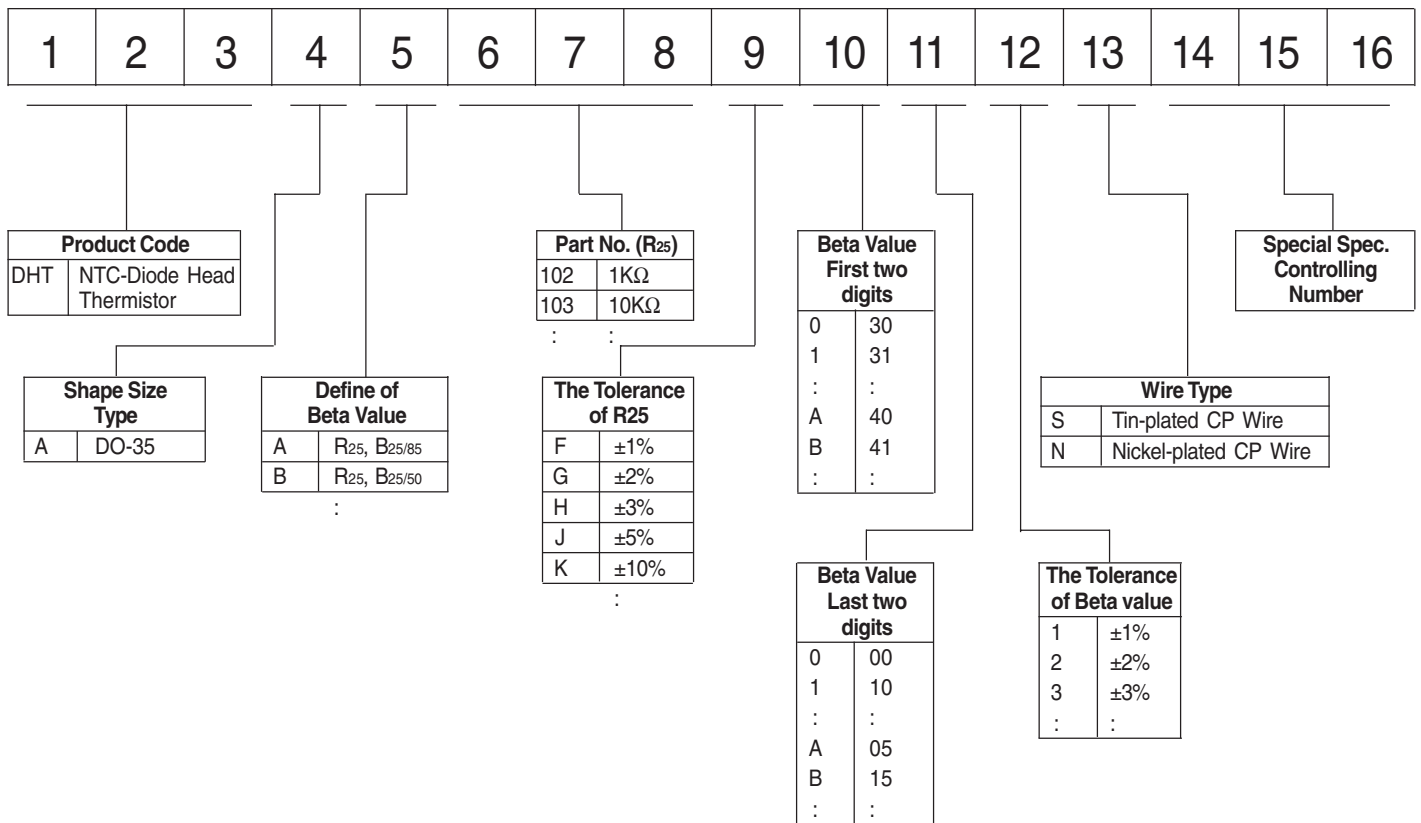 1 2 3 4 5 6 7 8 9 10 11 12 13 14 15 16
Product Code
DHT NTC-Diode Head
Thermistor
Shape Size
Type
A DO-35
Define of
Beta Value
A R25, B25/85
B R25, B25/50
:
Part No. (R25)
102 1KΩ
103 10KΩ
: :
The Tolerance
of R25
F ±1%
G ±2%
H ±3%
J ±5%
K ±10%
:
Beta Value
First two
digits
0 30
1 31
: :
A 40
B 41
: :
Beta Value
Last two
digits
0 00
1 10
: :
A 05
B 15
: :
The Tolerance
of Beta value
1 ±1%
2 ±2%
3 ±3%
: :
Wire Type
S Tin-plated CP Wire
N Nickel-plated CP Wire
Special Spec.
Controlling
Number